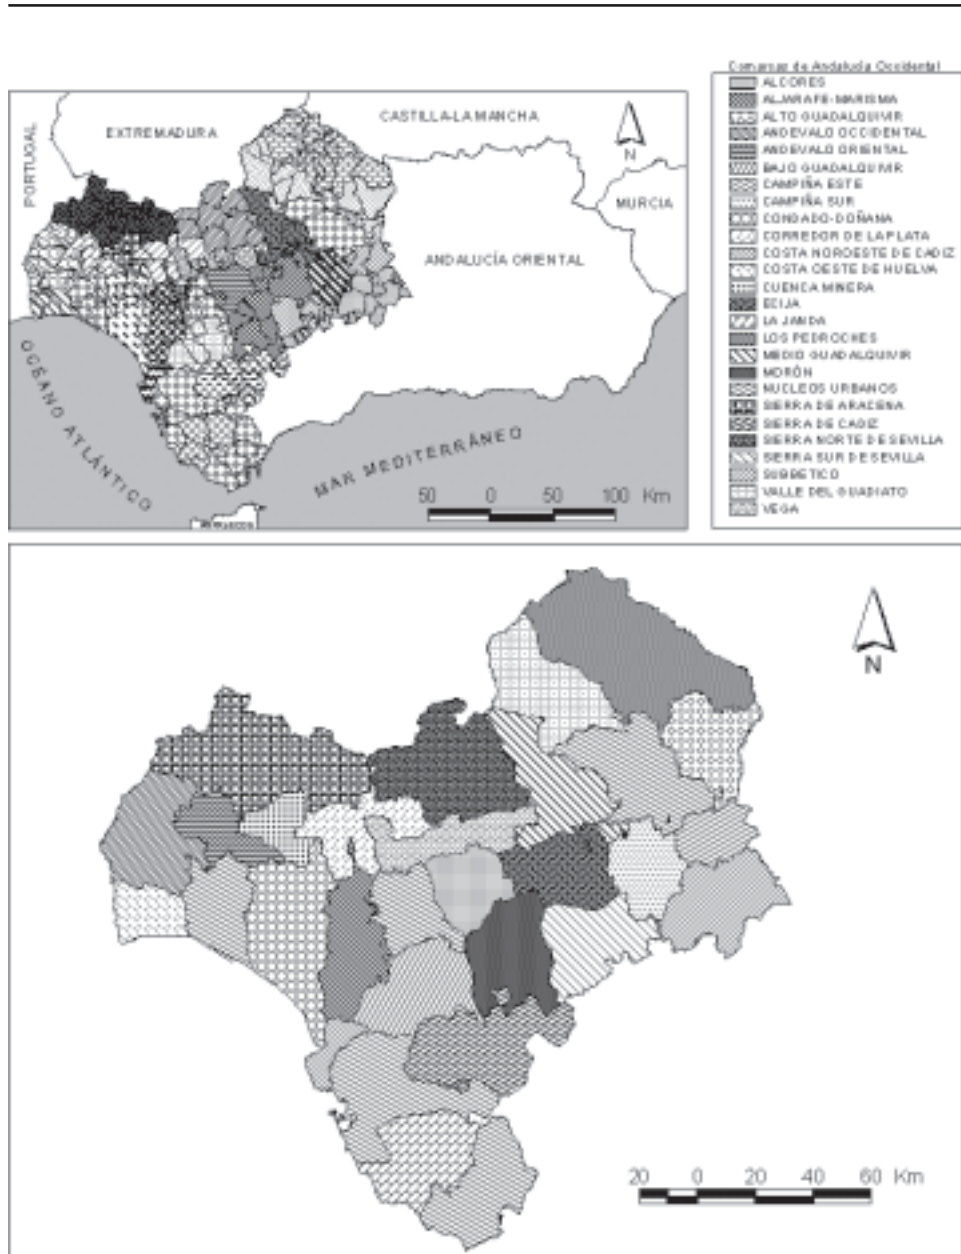 Comarcas de Andalucía Occidental
ALCORES
ALJARAFE-MARISMA
ALTO GUADALQUIVIR
ANDEVALO OCCIDENTAL
ANDEVALO ORIENTAL
BAJO GUADALQUIVIR
CAMPIÑA ESTE
CAMPIÑA SUR
CONDADO-DOÑANA
CORREDOR DE LA PLATA
COSTA NOROESTE DE CADIZ
COSTA OESTE DE HUELVA
CUENCA MINERA
ECIJA
LA JANDA
LOS PEDROCHES
MEDIO GUADALQUIVIR
MORÓN
NUCLEOS URBANOS
SIERRA DE ARACENA
SIERRA DE CADIZ
SIERRA NORTE DE SEVILLA
SIERRA SUR DE SEVILLA
SUBBETICO
VALLE DEL GUADIATO
VEGA
PORTUGAL
EXTREMADURA
CASTILLA-LA MANCHA
N
MURCIA
ANDALUCÍA ORIENTAL
OCEANO ATLÁNTICO
MAR MEDITERRÁNEO
Marruecos
50 0 50 100 Km
N
20 0 20 40 60 Km